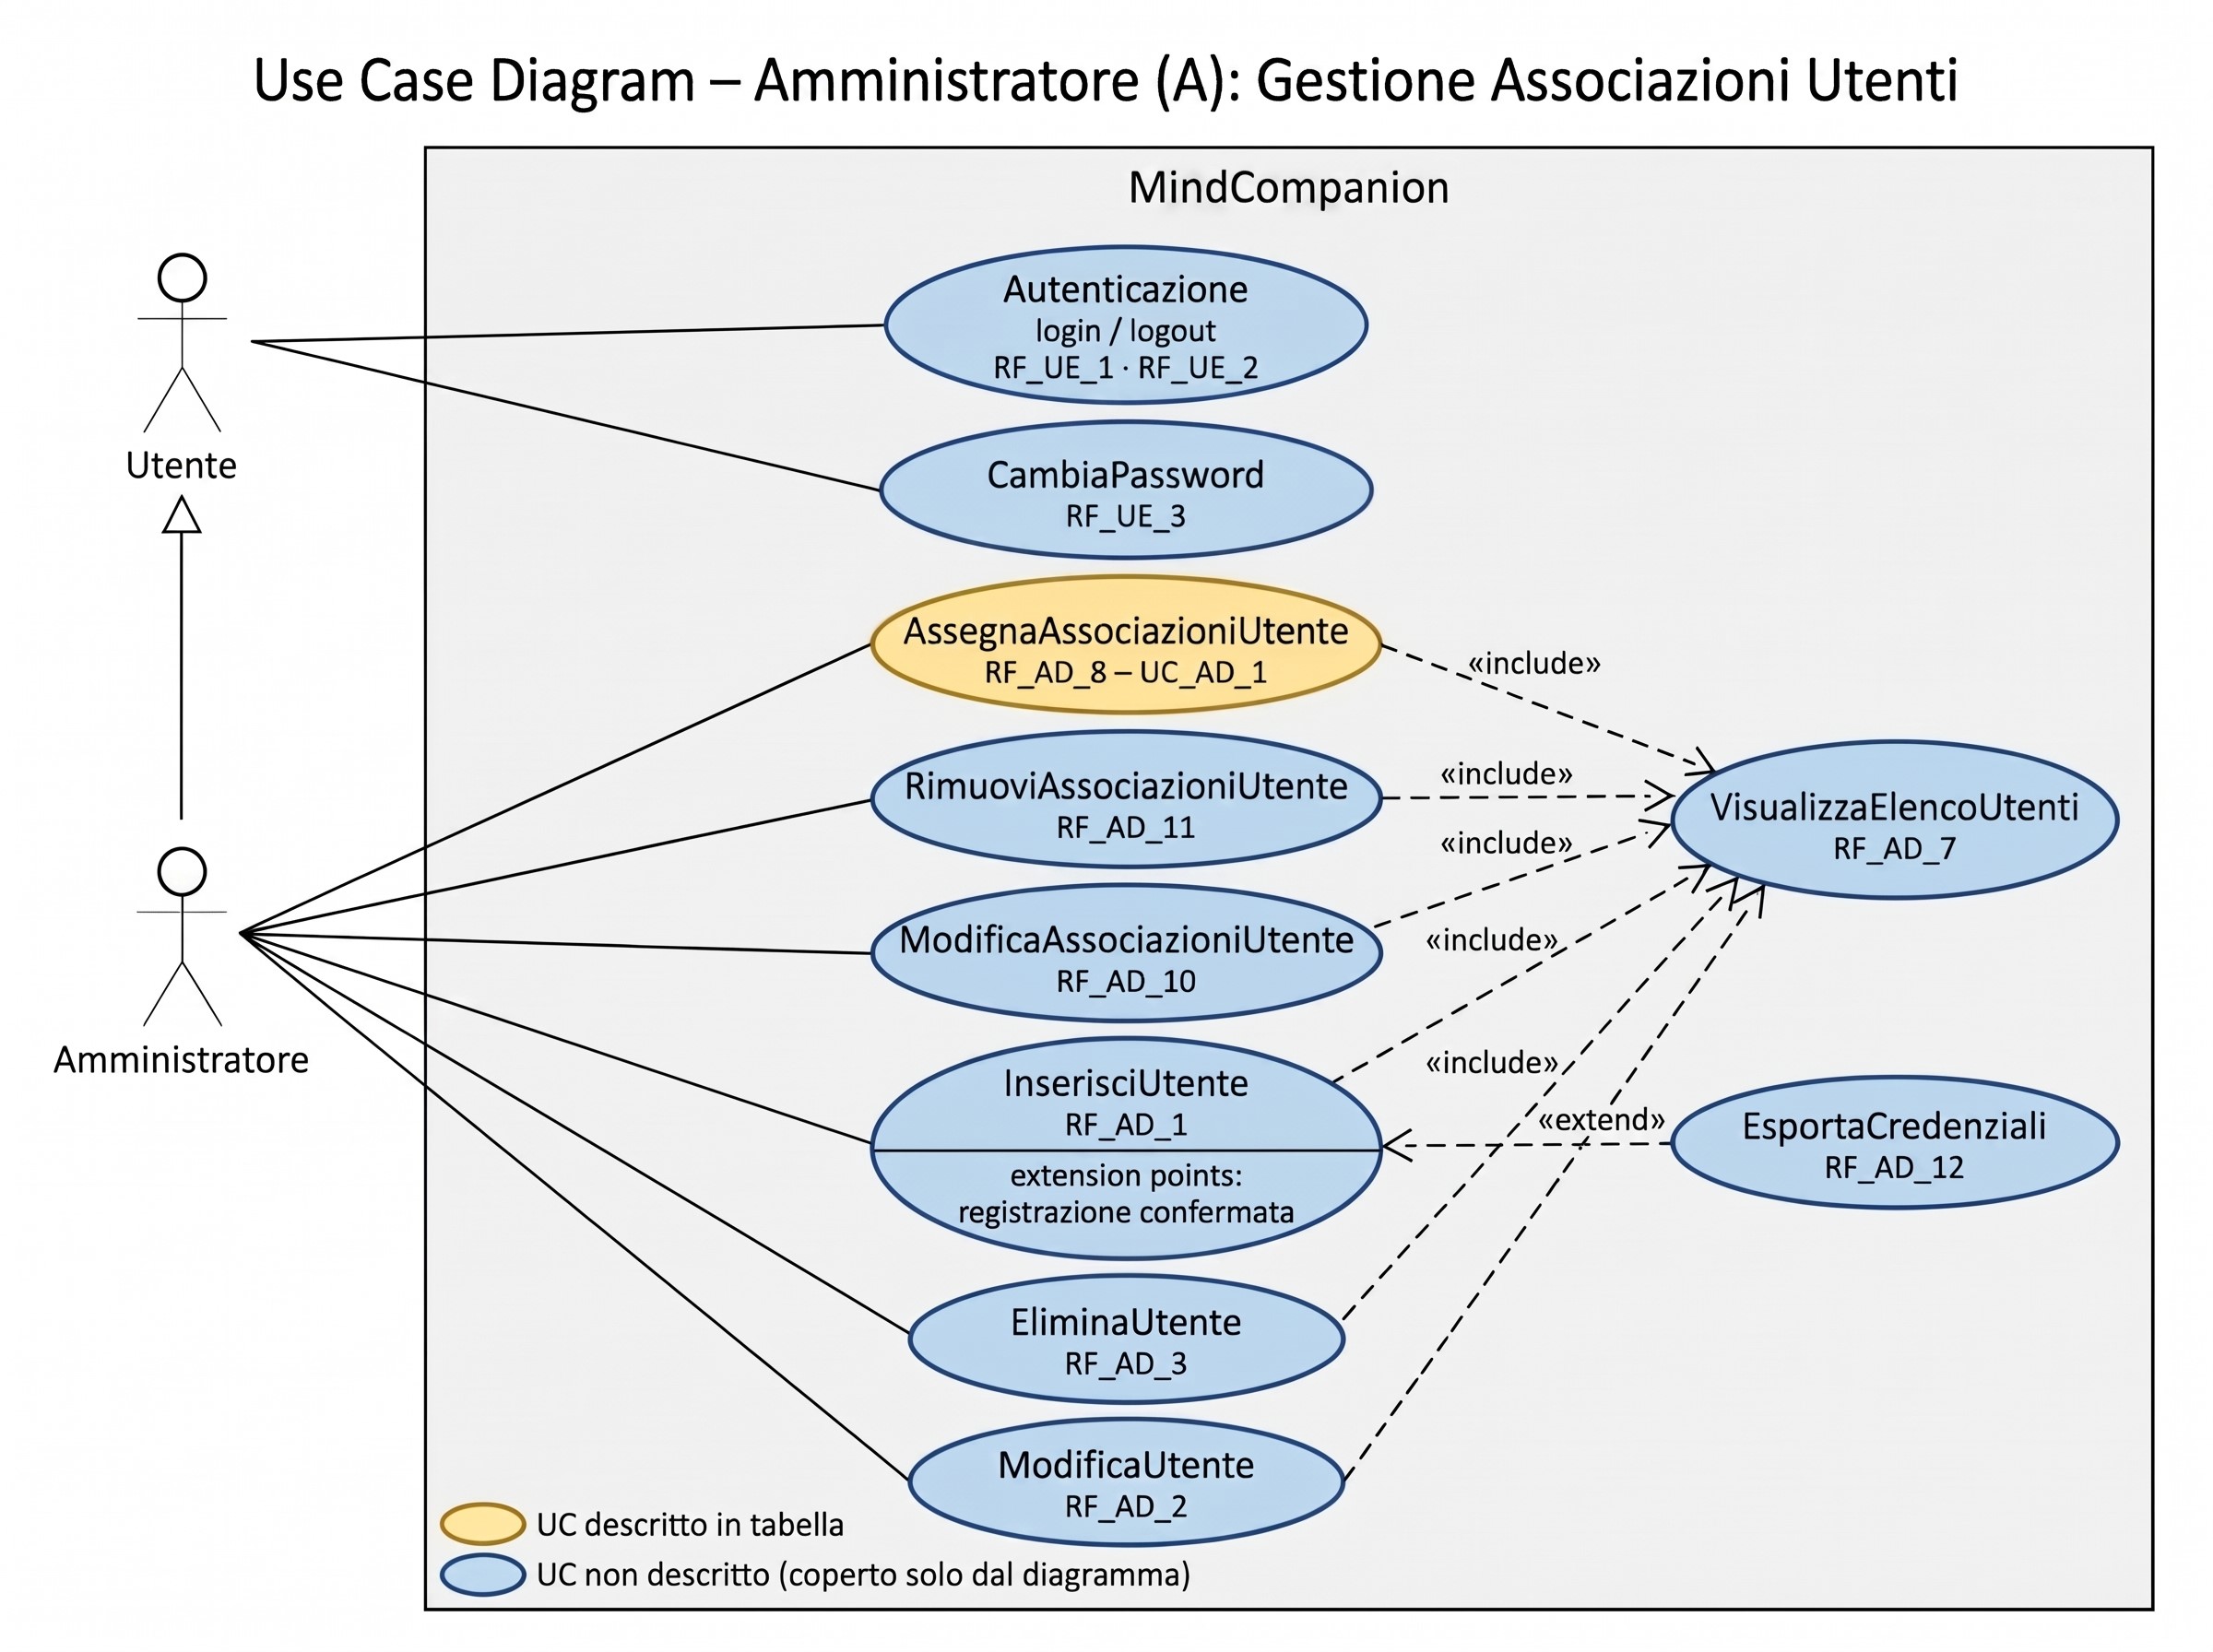 Use Case Diagram – Amministratore (A): Gestione Associazioni Utenti
MindCompanion
Utente
Amministratore
Autenticazione
login / logout
RF_UE_1 · RF_UE_2
CambiaPassword
RF_UE_3
AssegnaAssociazioniUtente
RF_AD_8 – UC_AD_1
«include»
RimuoviAssociazioniUtente
RF_AD_11
«include»
VisualizzaElencoUtenti
RF_AD_7
«include»
ModificaAssociazioniUtente
RF_AD_10
«include»
InserisciUtente
RF_AD_1
extension points:
registrazione confermata
«include»
«extend»
EsportaCredenziali
RF_AD_12
EliminaUtente
RF_AD_3
ModificaUtente
RF_AD_2
UC descritto in tabella
UC non descritto (coperto solo dal diagramma)